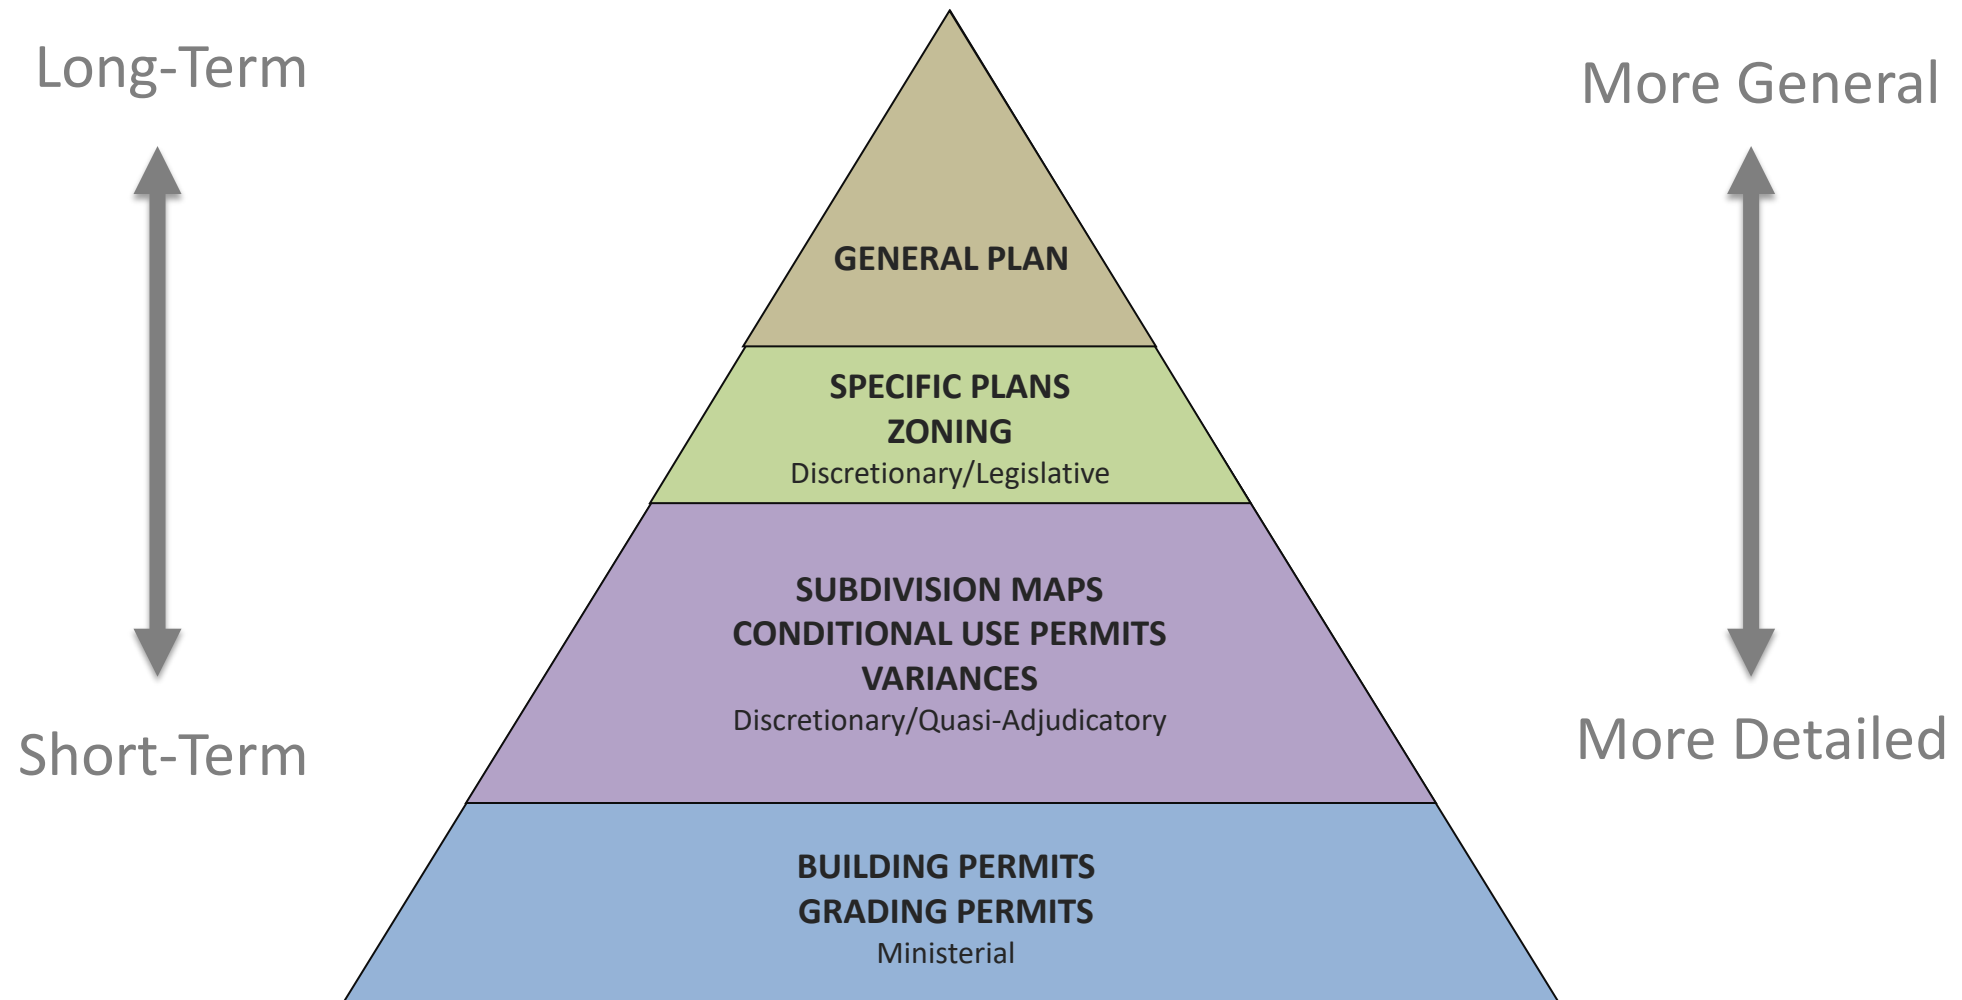 Long-Term
More General
GENERAL PLAN
SPECIFIC PLANS
ZONING
Discretionary/Legislative
SUBDIVISION MAPS
CONDITIONAL USE PERMITS
VARIANCES
Discretionary/Quasi-Adjudicatory
Short-Term
More Detailed
BUILDING PERMITS
GRADING PERMITS
Ministerial